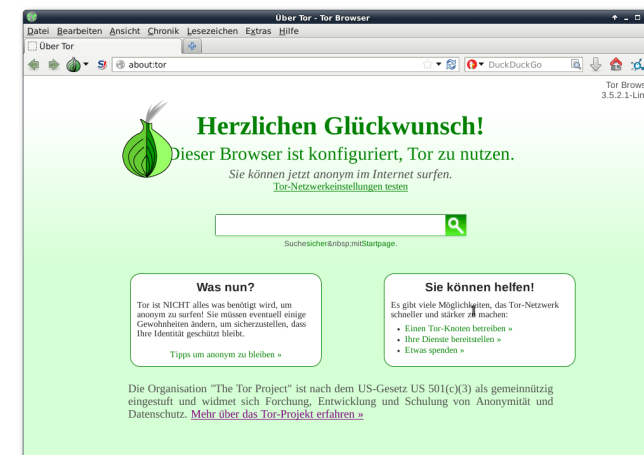 Über Tor - Tor Browser
Datei Bearbeiten Ansicht Chronik Lesezeichen Extras Hilfe
Über Tor
about:tor
DuckDuckGo
Tor Brows
3.5.2.1-Lin
Herzlichen Glückwunsch!
Dieser Browser ist konfiguriert, Tor zu nutzen.
Sie können jetzt anonym im Internet surfen.
Tor-Netzwerkeinstellungen testen
Suchesicher&nbsp;mitStartpage.
Was nun?
Tor ist NICHT alles was benötigt wird, um
anonym zu surfen! Sie müssen eventuell einige
Gewohnheiten ändern, um sicherzustellen, dass
Ihre Identität geschützt bleibt.
Tipps um anonym zu bleiben »
Sie können helfen!
Es gibt viele Möglichkeiten, das Tor-Netzwerk
schneller und stärker zu machen:
• Einen Tor-Knoten betreiben »
• Ihre Dienste bereitstellen »
• Etwas spenden »
Die Organisation "The Tor Project" ist nach dem US-Gesetz US 501(c)(3) als gemeinnützig
eingestuft und widmet sich Forschung, Entwicklung und Schulung von Anonymität und
Datenschutz. Mehr über das Tor-Projekt erfahren »